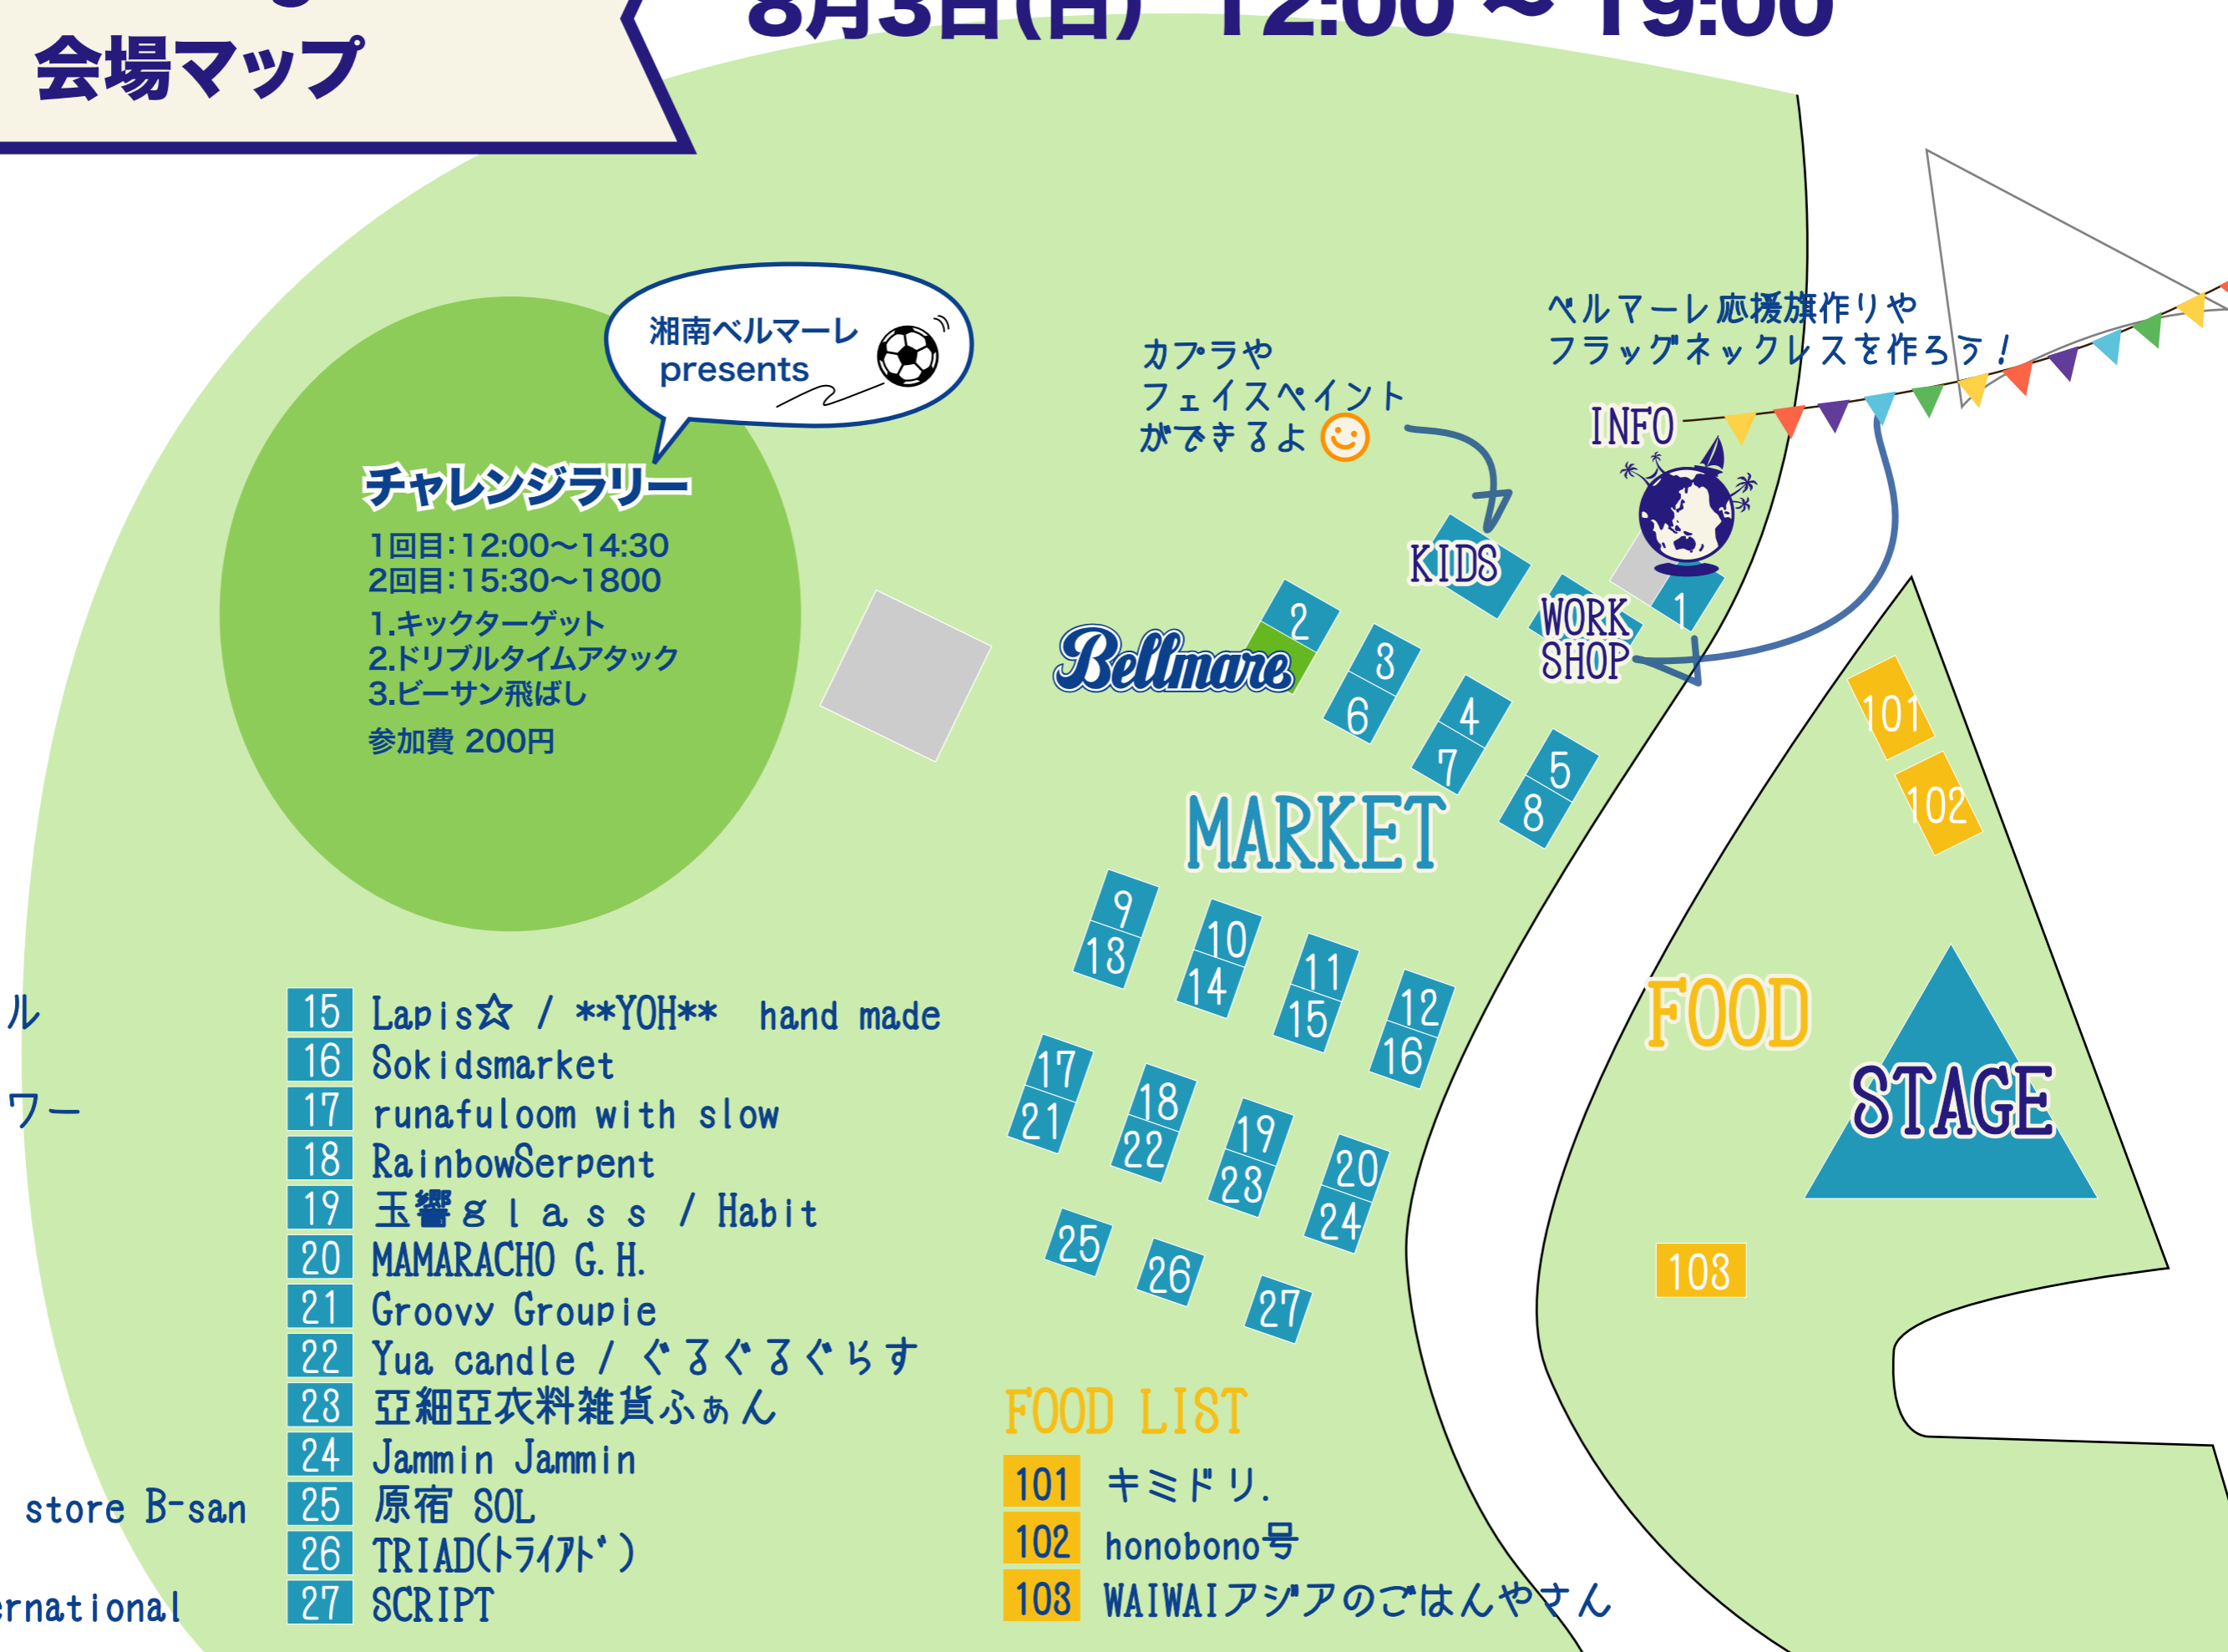 会場マップ
8月3日(日) 12:00 ～ 19:00
湘南ベルマーレ
presents
チャレンジラリー
1回目：12:00～14:30
2回目：15:30～1800
1.キックターゲット
2.ドリブルタイムアタック
3.ビーサン飛ばし
参加費 200円
カプラや
フェイスペイント
ができるよ
ベルマーレ応援旗作りや
フラッグネックレスを作ろう！
INFO
KIDS
WORK
SHOP
1
Bellmare
2
3
6
4
7
5
8
MARKET
9
13
10
14
11
15
12
16
17
21
18
22
19
23
20
24
25
26
27
101
102
FOOD
STAGE
103
ル
ワー
store B-san
ernational
15 Lapis☆ / **YOH** hand made
16 Sokidsmarket
17 runafuloom with slow
18 RainbowSerpent
19 玉響ｇｌａｓｓ / Habit
20 MAMARACHO G.H.
21 Groovy Groupie
22 Yua candle / ぐるぐるぐらす
23 亞細亞衣料雑貨ふぁん
24 Jammin Jammin
25 原宿 SOL
26 TRIAD(ﾄﾗｲｱﾄﾞ)
27 SCRIPT
FOOD LIST
101 キミドリ.
102 honobono号
103 WAIWAIアジアのごはんやさん